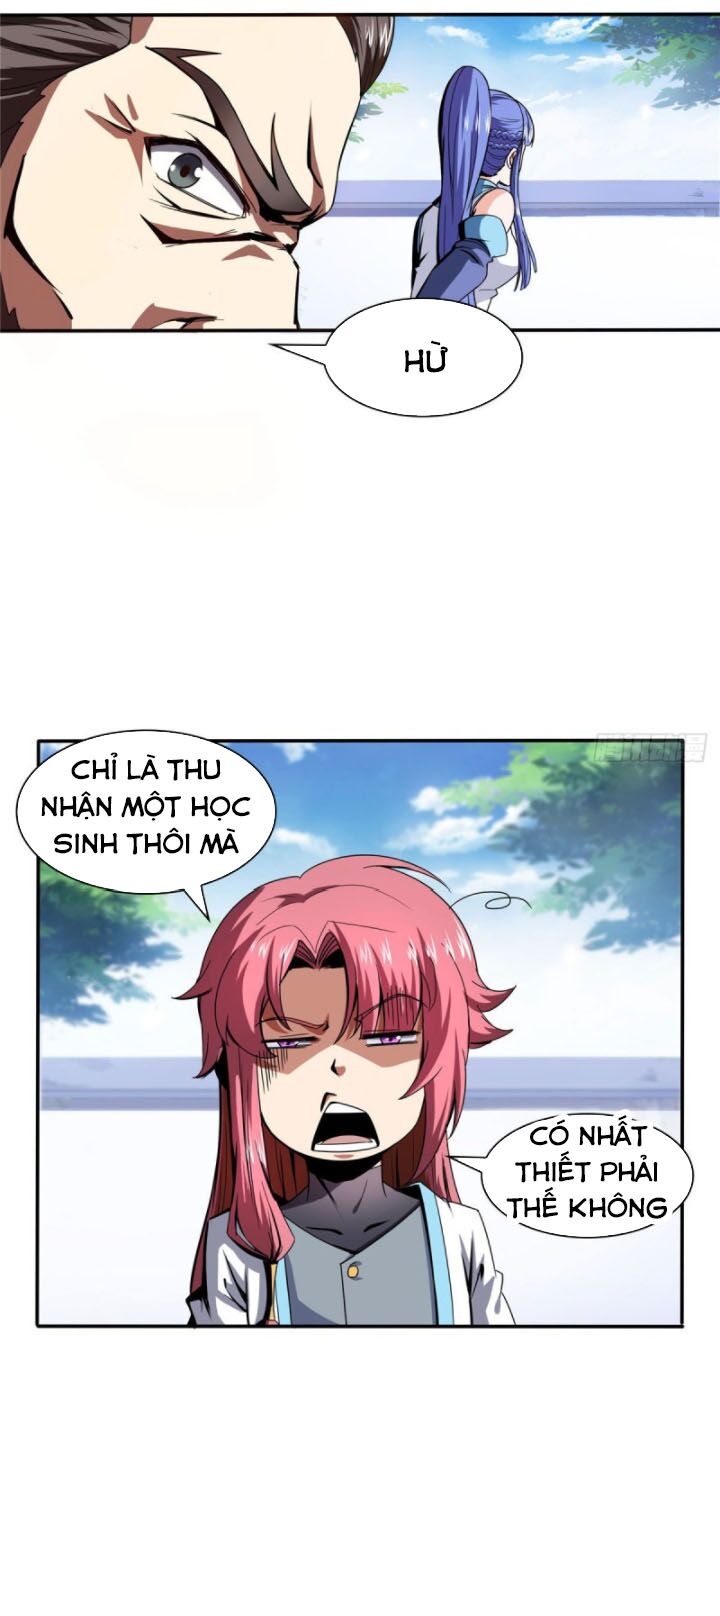 HỪ
CHỈ LÀ THU
NHẬN MỘT HỌC
SINH THÔI MÀ
CÓ NHẤT
THIẾT PHẢI
THẾ KHÔNG